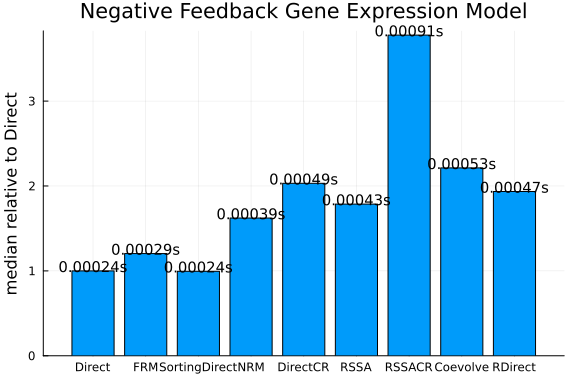 Negative Feedback Gene Expression Model
median relative to Direct
3
2
1
0
0.00024s
0.00029s
0.00024s
0.00039s
0.00049s
0.00043s
0.00091s
0.00053s
0.00047s
Direct FRM SortingDirect NRM DirectCR RSSA RSSACR Coevolve RDirect